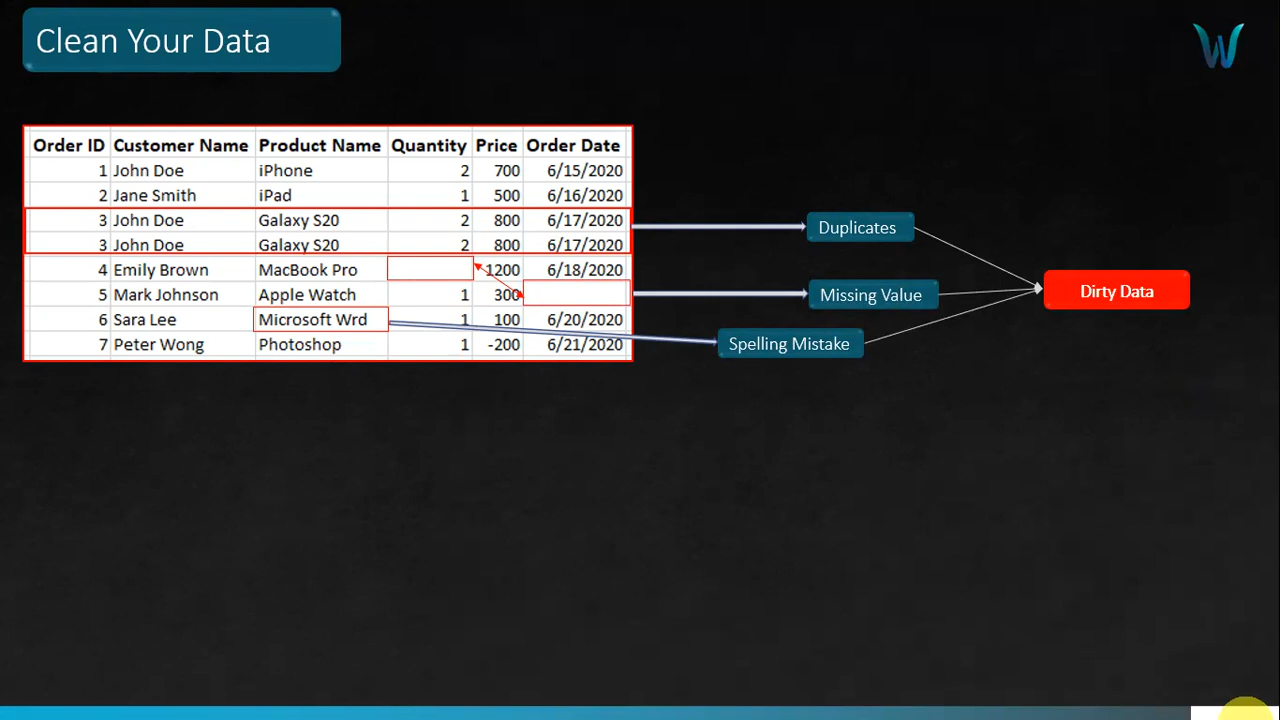 Clean Your Data
W
Order ID Customer Name Product Name Quantity Price Order Date
1 John Doe iPhone 2 700 6/15/2020
2 Jane Smith iPad 1 500 6/16/2020
3 John Doe Galaxy S20 2 800 6/17/2020
3 John Doe Galaxy S20 2 800 6/17/2020
4 Emily Brown MacBook Pro 1200 6/18/2020
5 Mark Johnson Apple Watch 1 300
6 Sara Lee Microsoft Wrd 1 100 6/20/2020
7 Peter Wong Photoshop 1 -200 6/21/2020
Duplicates
Missing Value
Spelling Mistake
Dirty Data